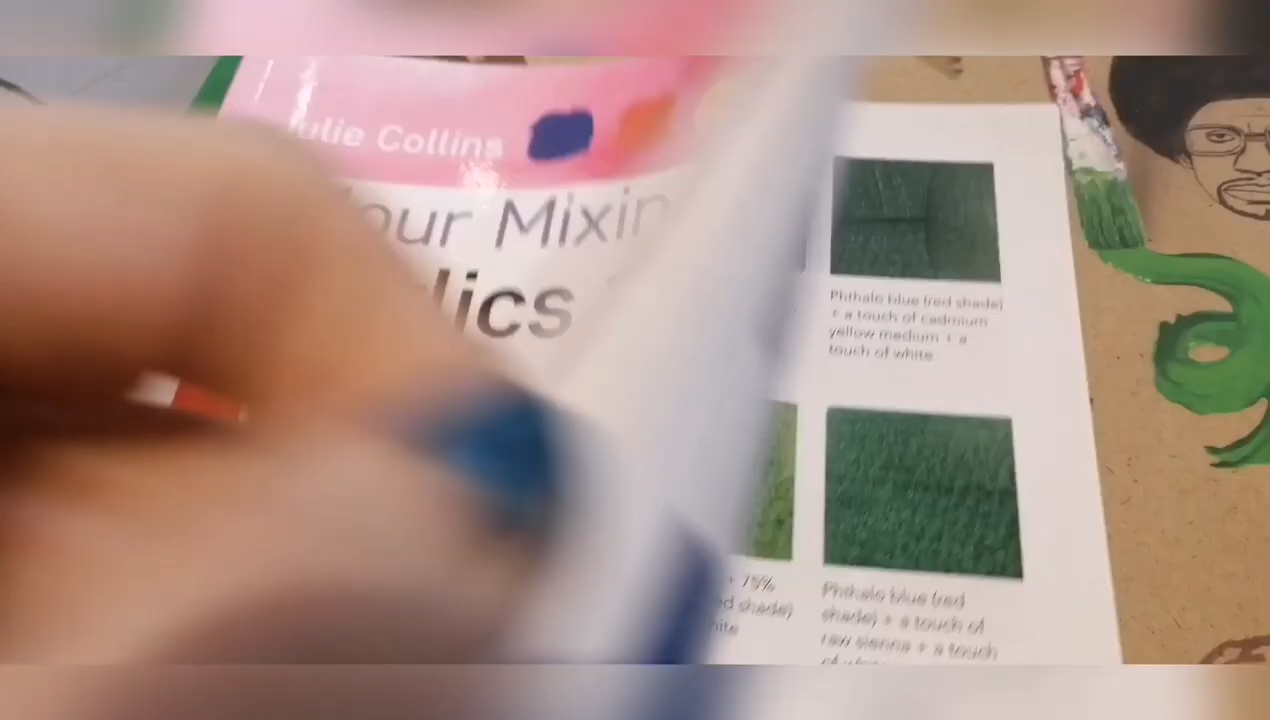 ulie Collins
our Mixin
lics
Phthalo blue (red shade)
+ a touch of cadmium
yellow medium + a
touch of white
+ 75%
ed shade)
hite
Phthalo blue (red
shade) + a touch of
raw sienna + a touch